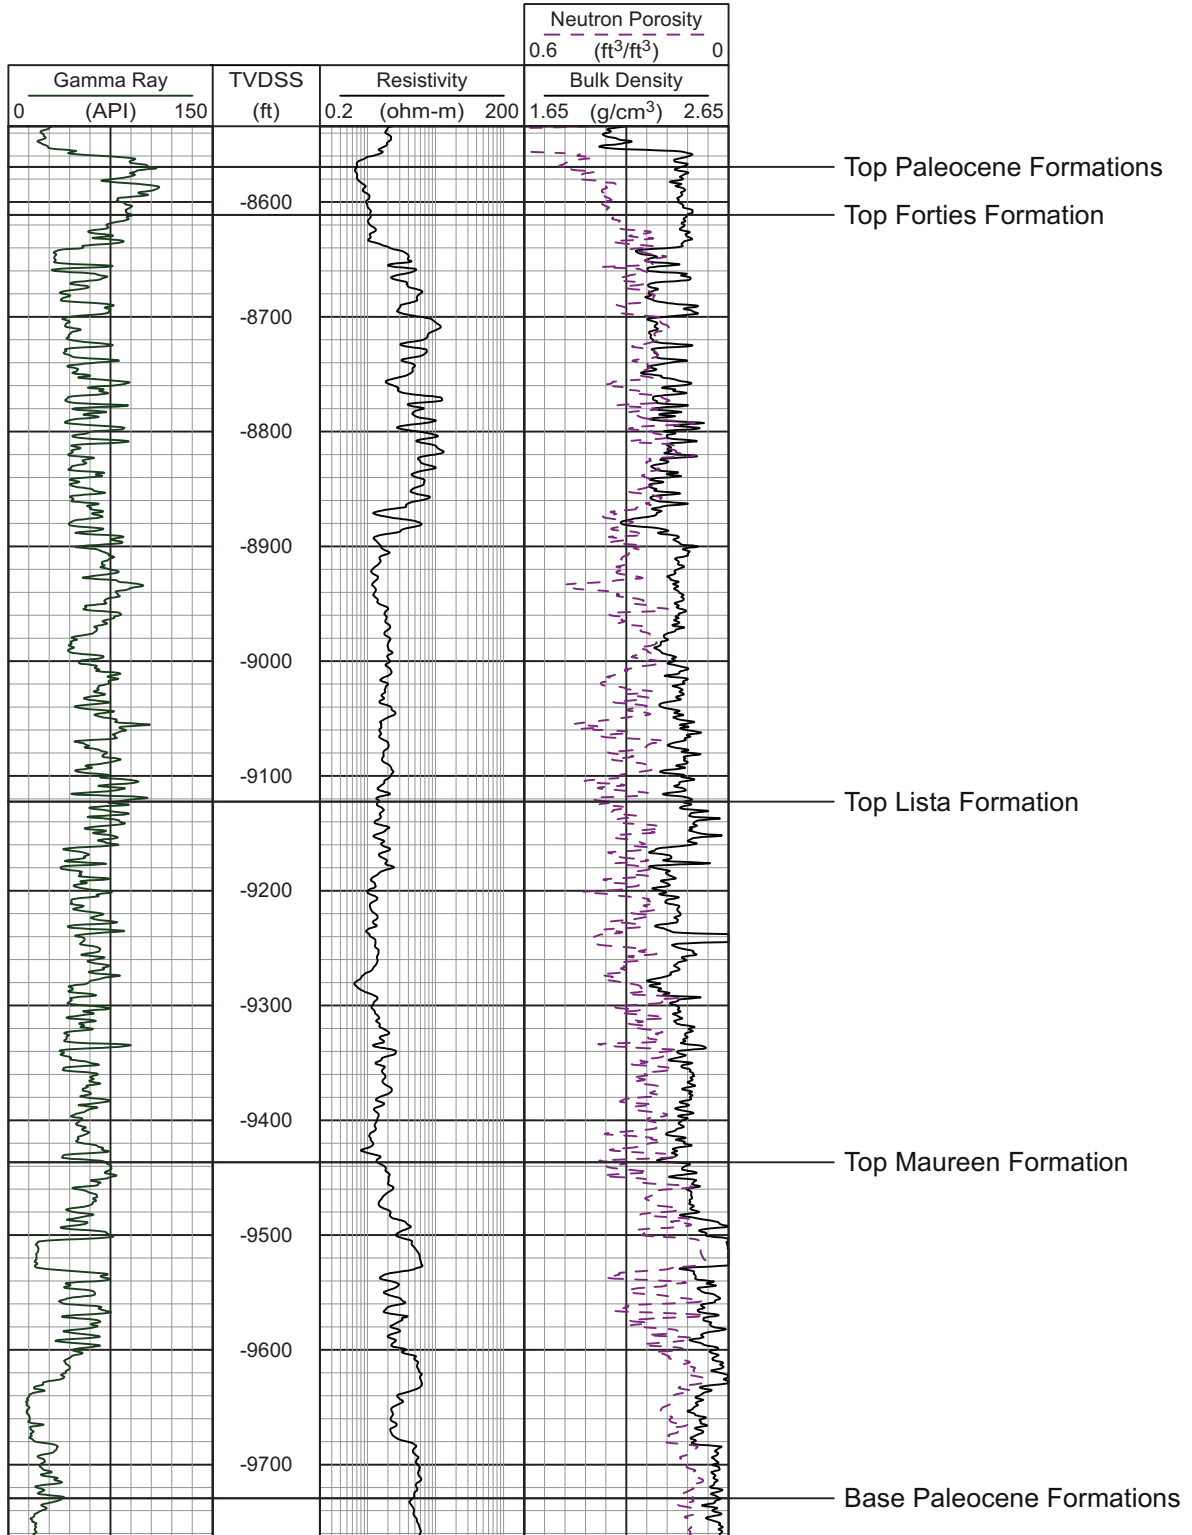 Neutron Porosity
0.6 (ft³/ft³) 0
Gamma Ray TVDSS Resistivity Bulk Density
0 (API) 150 (ft) 0.2 (ohm-m) 200 1.65 (g/cm³) 2.65
Top Paleocene Formations
-8600
Top Forties Formation
-8700
-8800
-8900
-9000
-9100
Top Lista Formation
-9200
-9300
-9400
Top Maureen Formation
-9500
-9600
-9700
Base Paleocene Formations